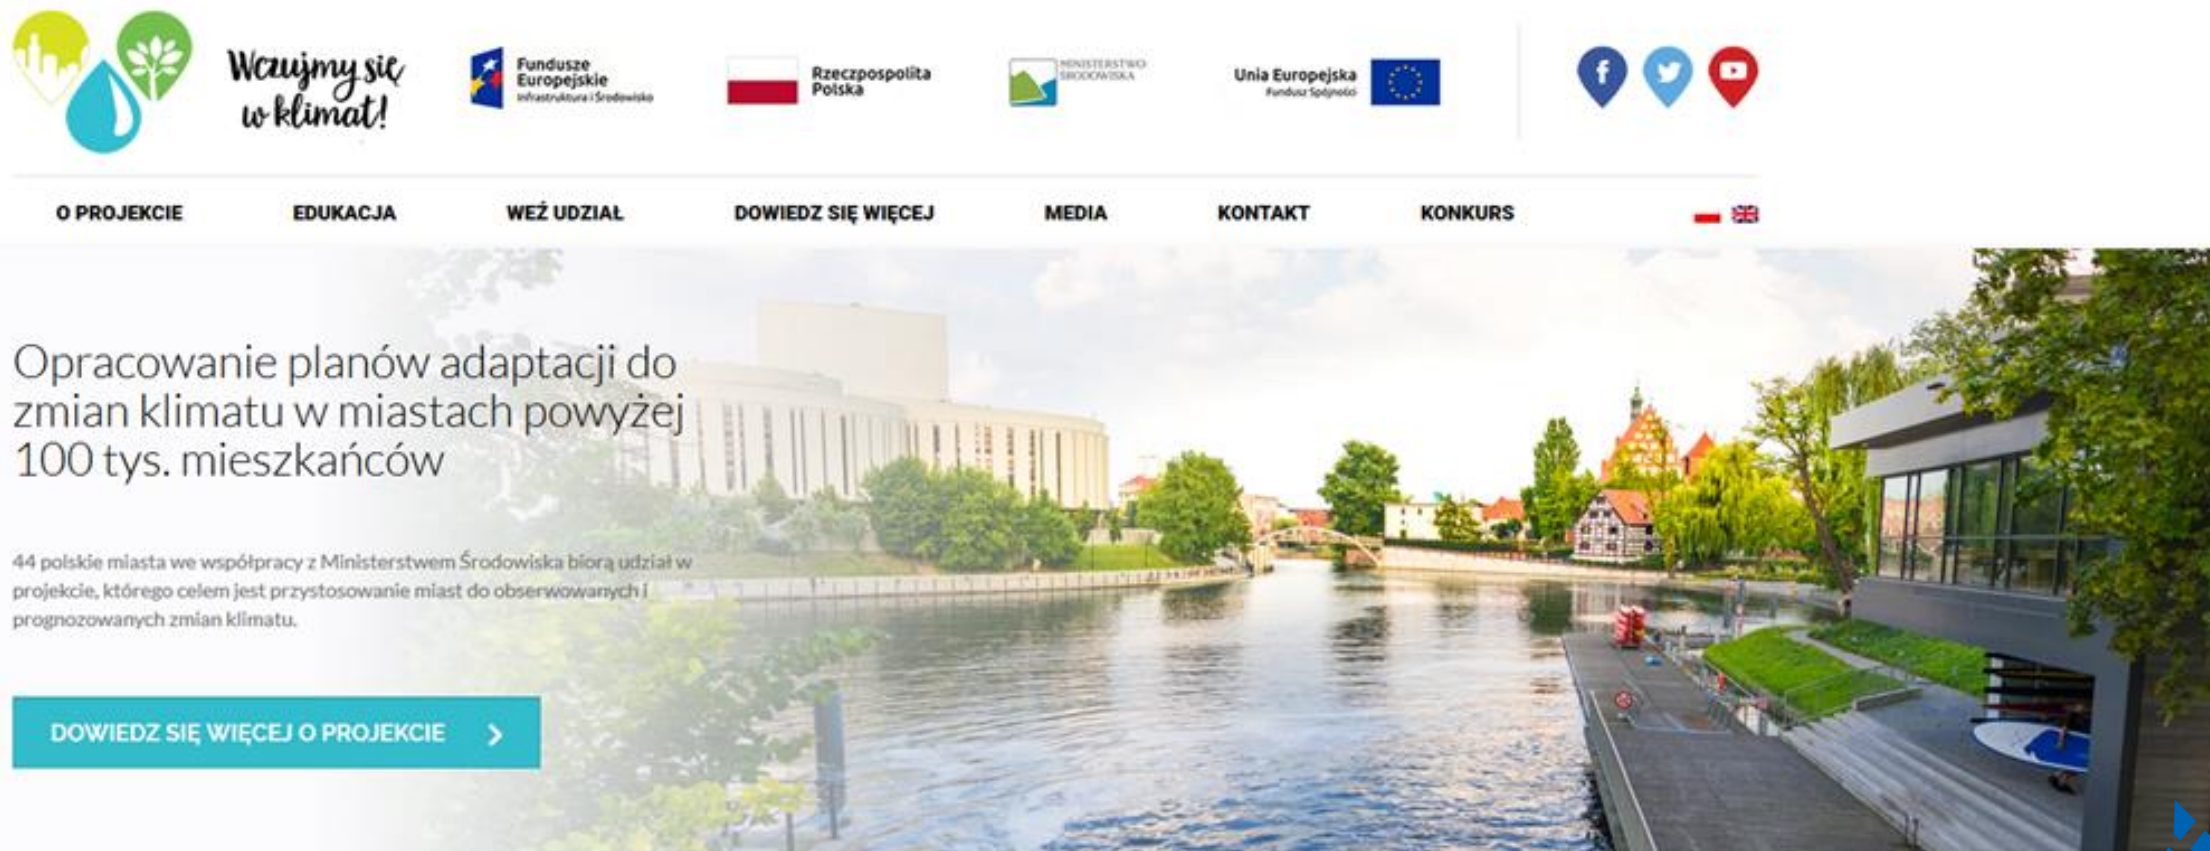 Wczujmy się
w klimat!
Fundusze
Europejskie
Infrastruktura i Środowisko
Rzeczpospolita
Polska
MINISTERSTWO
ŚRODOWISKA
Unia Europejska
Fundusz Spójności
O PROJEKCIE
EDUKACJA
WEŹ UDZIAŁ
DOWIEDZ SIĘ WIĘCEJ
MEDIA
KONTAKT
KONKURS
Opracowanie planów adaptacji do
zmian klimatu w miastach powyżej
100 tys. mieszkańców
44 polskie miasta we współpracy z Ministerstwem Środowiska biorą udział w
projekcie, którego celem jest przystosowanie miast do obserwowanych i
prognozowanych zmian klimatu.
DOWIEDZ SIĘ WIĘCEJ O PROJEKCIE